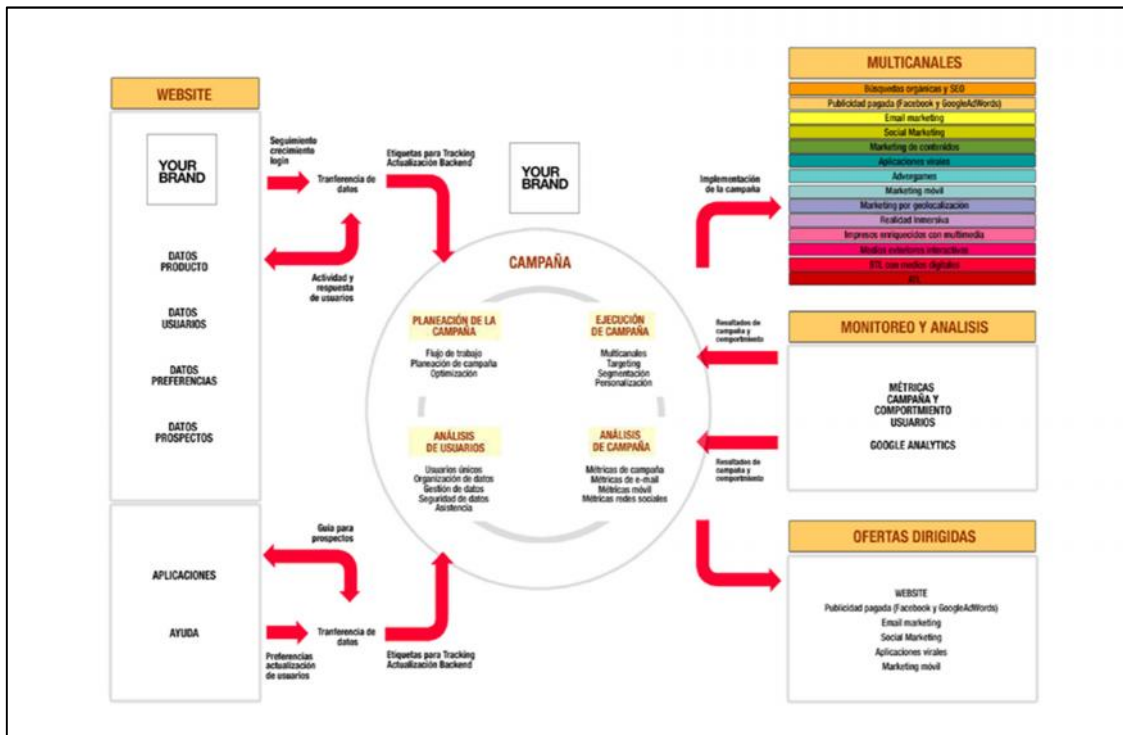 WEBSITE
YOUR
BRAND
DATOS
PRODUCTO
DATOS
USUARIOS
DATOS
PREFERENCIAS
DATOS
PROSPECTOS
APLICACIONES
AYUDA
Seguimiento
crecimiento
login
Tranferencia de
datos
Actividad y
respuesta
de usuarios
Etiquetas para Tracking
Actualización Backend
Guía para
prospectos
Tranferencia de
datos
Preferencias
actualización
de usuarios
Etiquetas para Tracking
Actualización Backend
YOUR
BRAND
CAMPAÑA
PLANEACIÓN DE LA
CAMPAÑA
Flujo de trabajo
Planeación de campaña
Optimización
EJECUCIÓN
DE CAMPAÑA
Multicanales
Targeting
Segmentación
Personalización
ANÁLISIS
DE USUARIOS
Usuarios únicos
Organización de datos
Gestión de datos
Seguridad de datos
Asistencia
ANÁLISIS
DE CAMPAÑA
Métricas de campaña
Métricas de e-mail
Métricas móvil
Métricas redes sociales
Implementación
de la campaña
Resultados de
campaña y
comportmiento
Resultados de
campaña y
comportmiento
MULTICANALES
Búsquedas orgánicas y SEO
Publicidad pagada (Facebook y GoogleAdWords)
Email marketing
Social Marketing
Marketing de contenidos
Aplicaciones virales
Advergames
Marketing móvil
Marketing por geolocalización
Realidad Inmersiva
Impresos enriquecidos con multimedia
Medios exteriores interactivos
BTL con medios digitales
ATL
MONITOREO Y ANALISIS
MÉTRICAS
CAMPAÑA Y
COMPORTMIENTO
USUARIOS
GOOGLE ANALYTICS
OFERTAS DIRIGIDAS
WEBSITE
Publicidad pagada (Facebook y GoogleAdWords)
Email marketing
Social Marketing
Aplicaciones virales
Marketing móvil